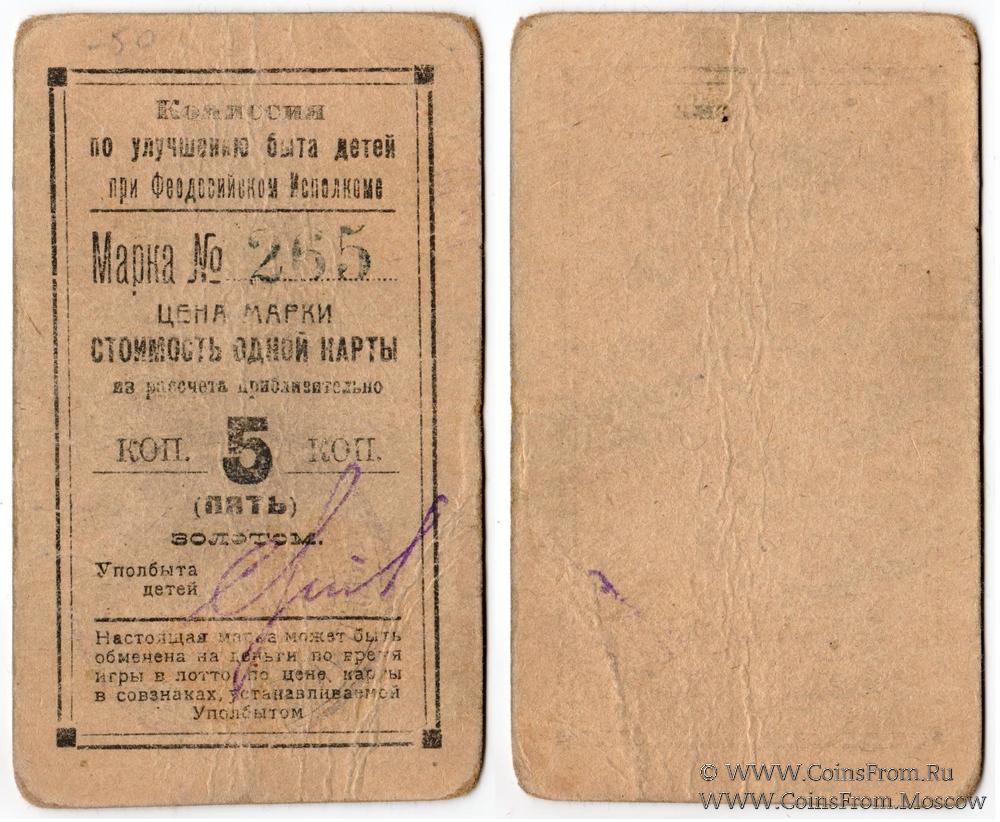 -50
Комиссия
по улучшению быта детей
при Феодосийском Исполкоме
Марка № 265
ЦЕНА МАРКИ
СТОИМОСТЬ ОДНОЙ КАРТЫ
из рассчета приблизительно
КОП. 5 КОП.
(ПЯТЬ)
золотом.
Уполбыта
детей
Настоящая марка может быть
обменена на деньги во время
игры в лотто, по цене карты
в совзнаках, устанавливаемой
Уполбытом
© WWW.CoinsFrom.Ru
WWW.CoinsFrom.Moscow